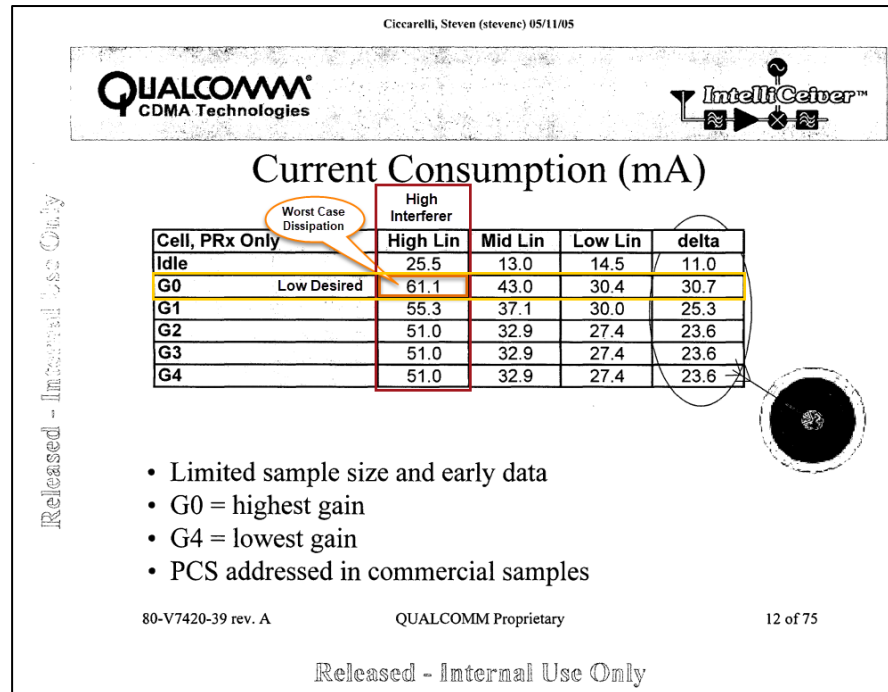 Ciccarelli, Steven (stevenc) 05/11/05
QUALCOMM
CDMA Technologies
IntelliCeiver™
Current Consumption (mA)
High
Interferer
Worst Case
Dissipation
Cell, PRx Only High Lin Mid Lin Low Lin delta
Idle 25.5 13.0 14.5 11.0
G0 Low Desired 61.1 43.0 30.4 30.7
G1 55.3 37.1 30.0 25.3
G2 51.0 32.9 27.4 23.6
G3 51.0 32.9 27.4 23.6
G4 51.0 32.9 27.4 23.6
Released - Internal Use Only
• Limited sample size and early data
• G0 = highest gain
• G4 = lowest gain
• PCS addressed in commercial samples
80-V7420-39 rev. A QUALCOMM Proprietary 12 of 75
Released - Internal Use Only